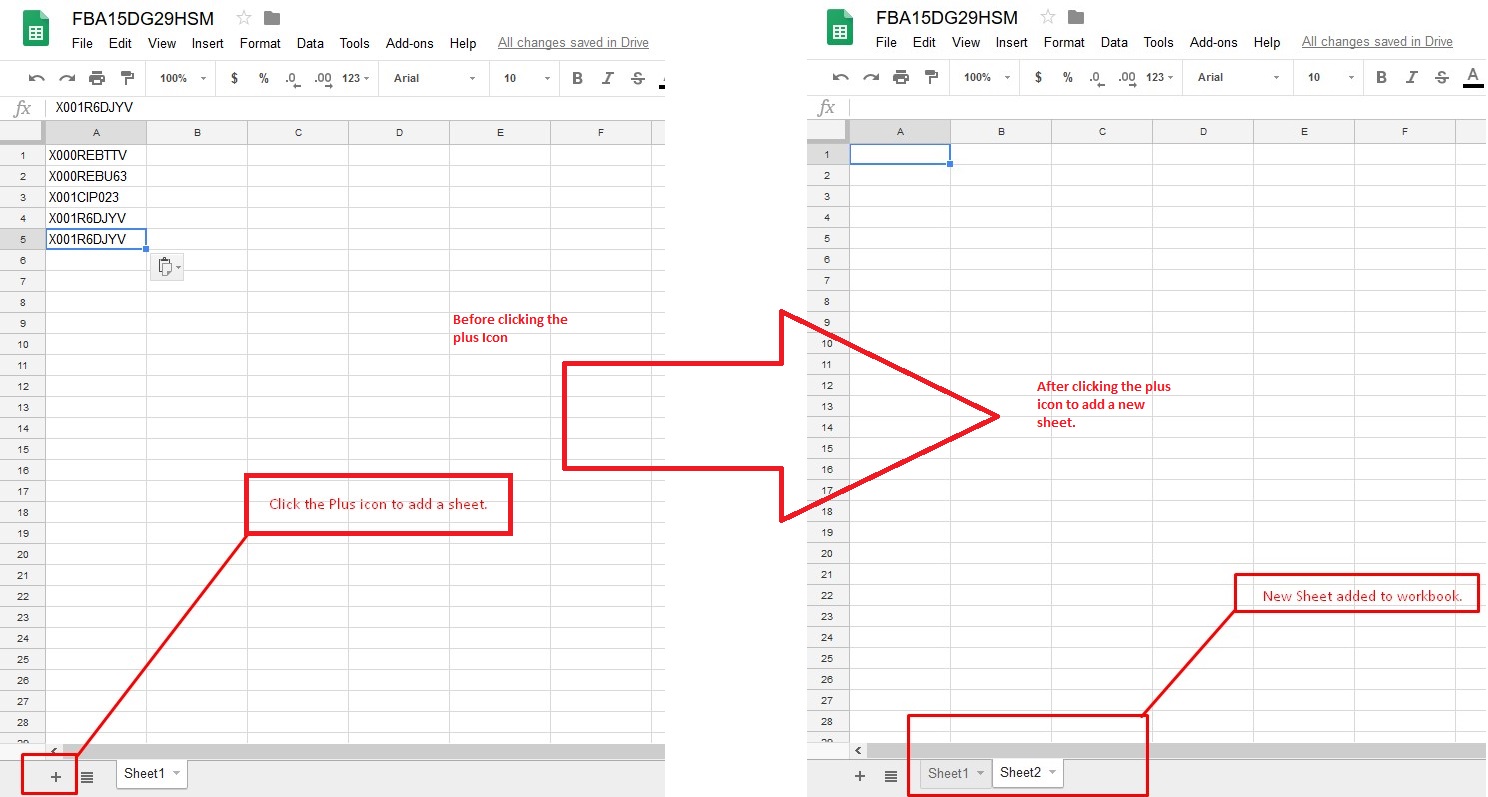 FBA15DG29HSM
File Edit View Insert Format Data Tools Add-ons Help All changes saved in Drive
100% $ % .0 .00 123 Arial 10 B I S
fx X001R6DJYV
A B C D E F
1 X000REBTTV
2 X000REBU63
3 X001CIP023
4 X001R6DJYV
5 X001R6DJYV
6
7
8
9
10
11
12
13
14
15
16
17
18
19
20
21
22
23
24
25
26
27
28
29
Before clicking the
plus Icon
Click the Plus icon to add a sheet.
+ Sheet1
FBA15DG29HSM
File Edit View Insert Format Data Tools Add-ons Help All changes saved in Drive
100% $ % .0 .00 123 Arial 10 B I S A
fx
A B C D E F
1
2
3
4
5
6
7
8
9
10
11
12
13
14
15
16
17
18
19
20
21
22
23
24
25
26
27
28
29
After clicking the plus
icon to add a new
sheet.
New Sheet added to workbook.
+ Sheet1 Sheet2